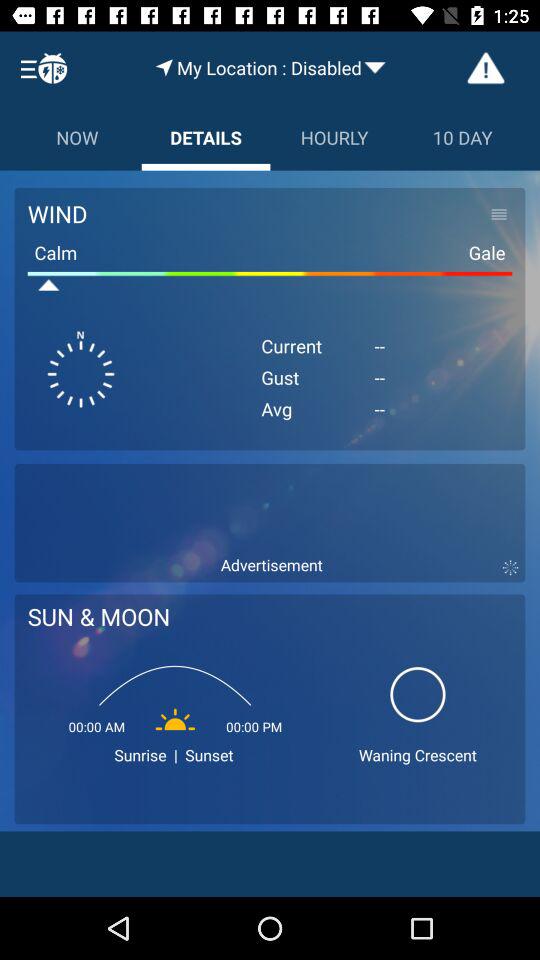 1:25
My Location : Disabled
NOW DETAILS HOURLY 10 DAY
WIND
Calm Gale
N
Current --
Gust --
Avg --
Advertisement
SUN & MOON
00:00 AM 00:00 PM
Sunrise | Sunset Waning Crescent